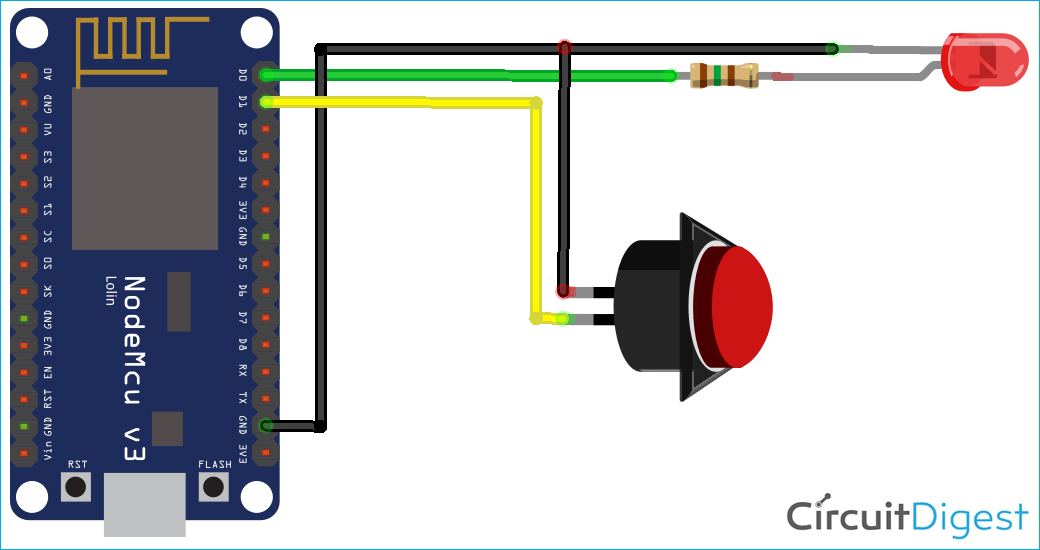 A0
GND
VU
S3
S2
S1
SC
SO
SK
GND
3V3
EN
RST
GND
Vin
D0
D1
D2
D3
D4
3V3
GND
D5
D6
D7
D8
RX
TX
GND
3V3
NodeMcu v3
Lolin
RST
FLASH
CircuitDigest